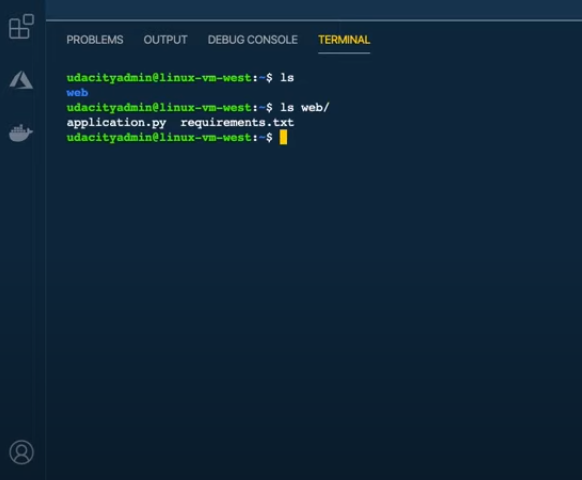 PROBLEMS OUTPUT DEBUG CONSOLE TERMINAL
udacityadmin@linux-vm-west:~$ ls
web
udacityadmin@linux-vm-west:~$ ls web/
application.py  requirements.txt
udacityadmin@linux-vm-west:~$